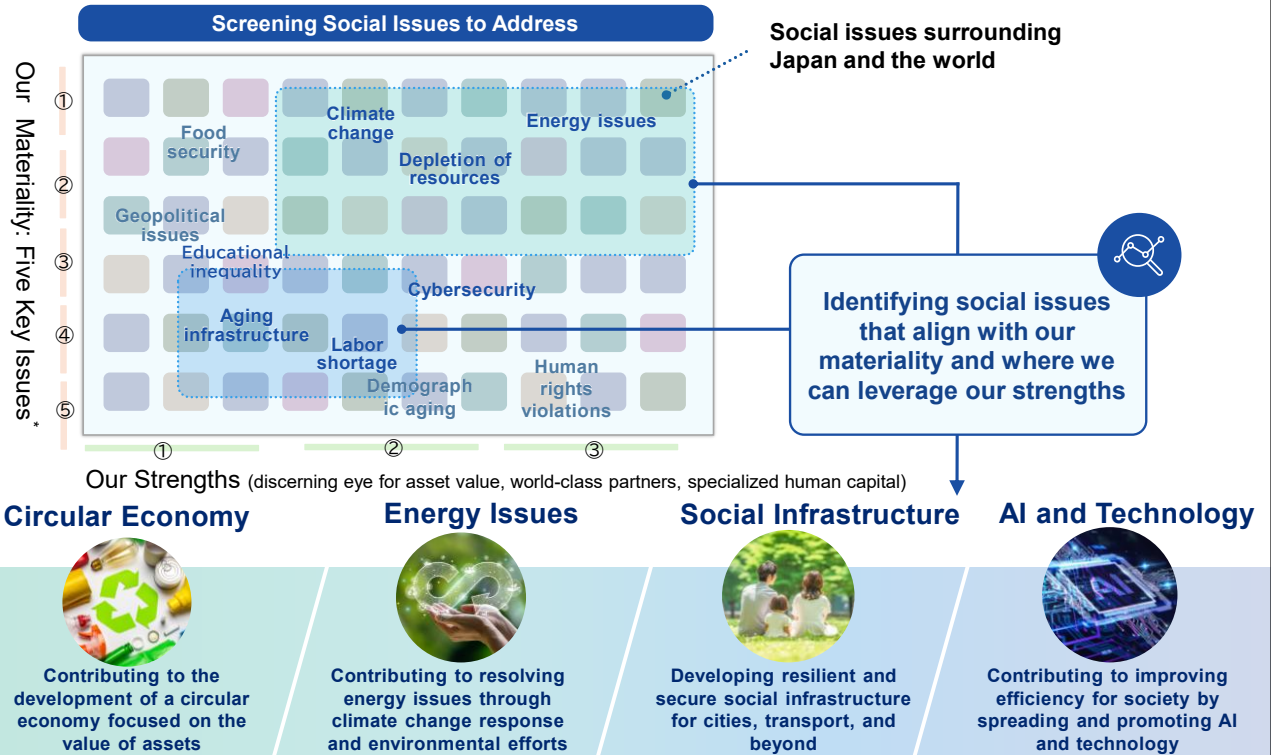 Screening Social Issues to Address
Social issues surrounding
Japan and the world
Our Materiality: Five Key Issues*
①
②
③
④
⑤
Climate
change
Energy issues
Food
security
Depletion of
resources
Geopolitical
issues
Educational
inequality
Cybersecurity
Aging
infrastructure
Labor
shortage
Demograph
ic aging
Human
rights
violations
Identifying social issues
that align with our
materiality and where we
can leverage our strengths
①
②
③
Our Strengths (discerning eye for asset value, world-class partners, specialized human capital)
Circular Economy
Contributing to the
development of a circular
economy focused on the
value of assets
Energy Issues
Contributing to resolving
energy issues through
climate change response
and environmental efforts
Social Infrastructure
Developing resilient and
secure social infrastructure
for cities, transport, and
beyond
AI and Technology
AI
Contributing to improving
efficiency for society by
spreading and promoting AI
and technology